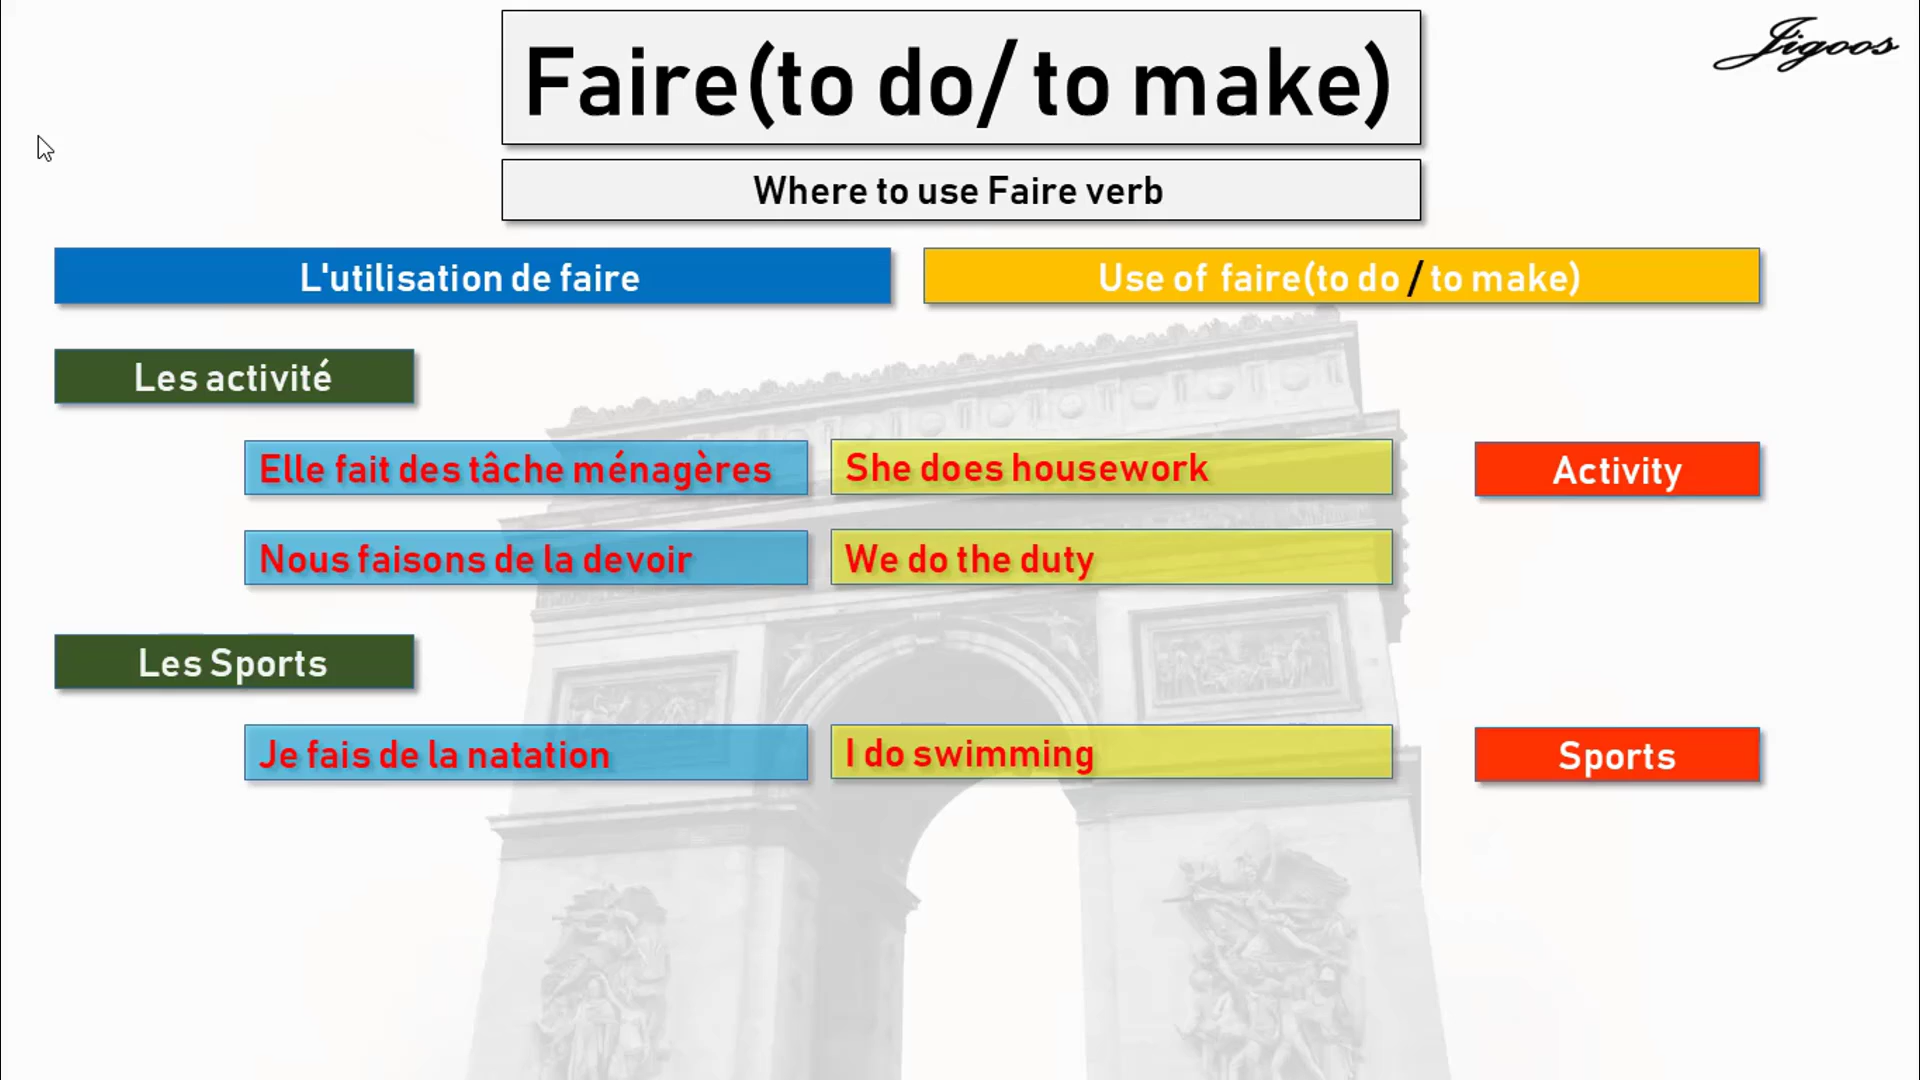 Jigoos
Faire(to do/ to make)
Where to use Faire verb
L'utilisation de faire
Use of faire(to do / to make)
Les activité
Elle fait des tâche ménagères
She does housework
Activity
Nous faisons de la devoir
We do the duty
Les Sports
Je fais de la natation
I do swimming
Sports